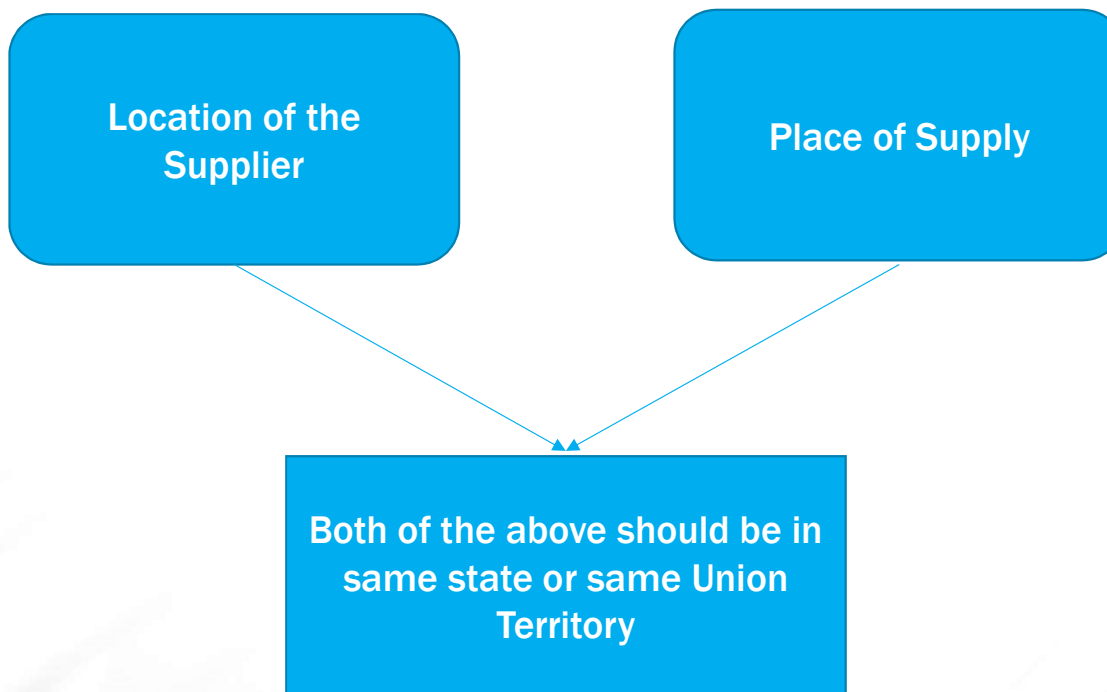 Location of the
Supplier
Place of Supply
Both of the above should be in
same state or same Union
Territory